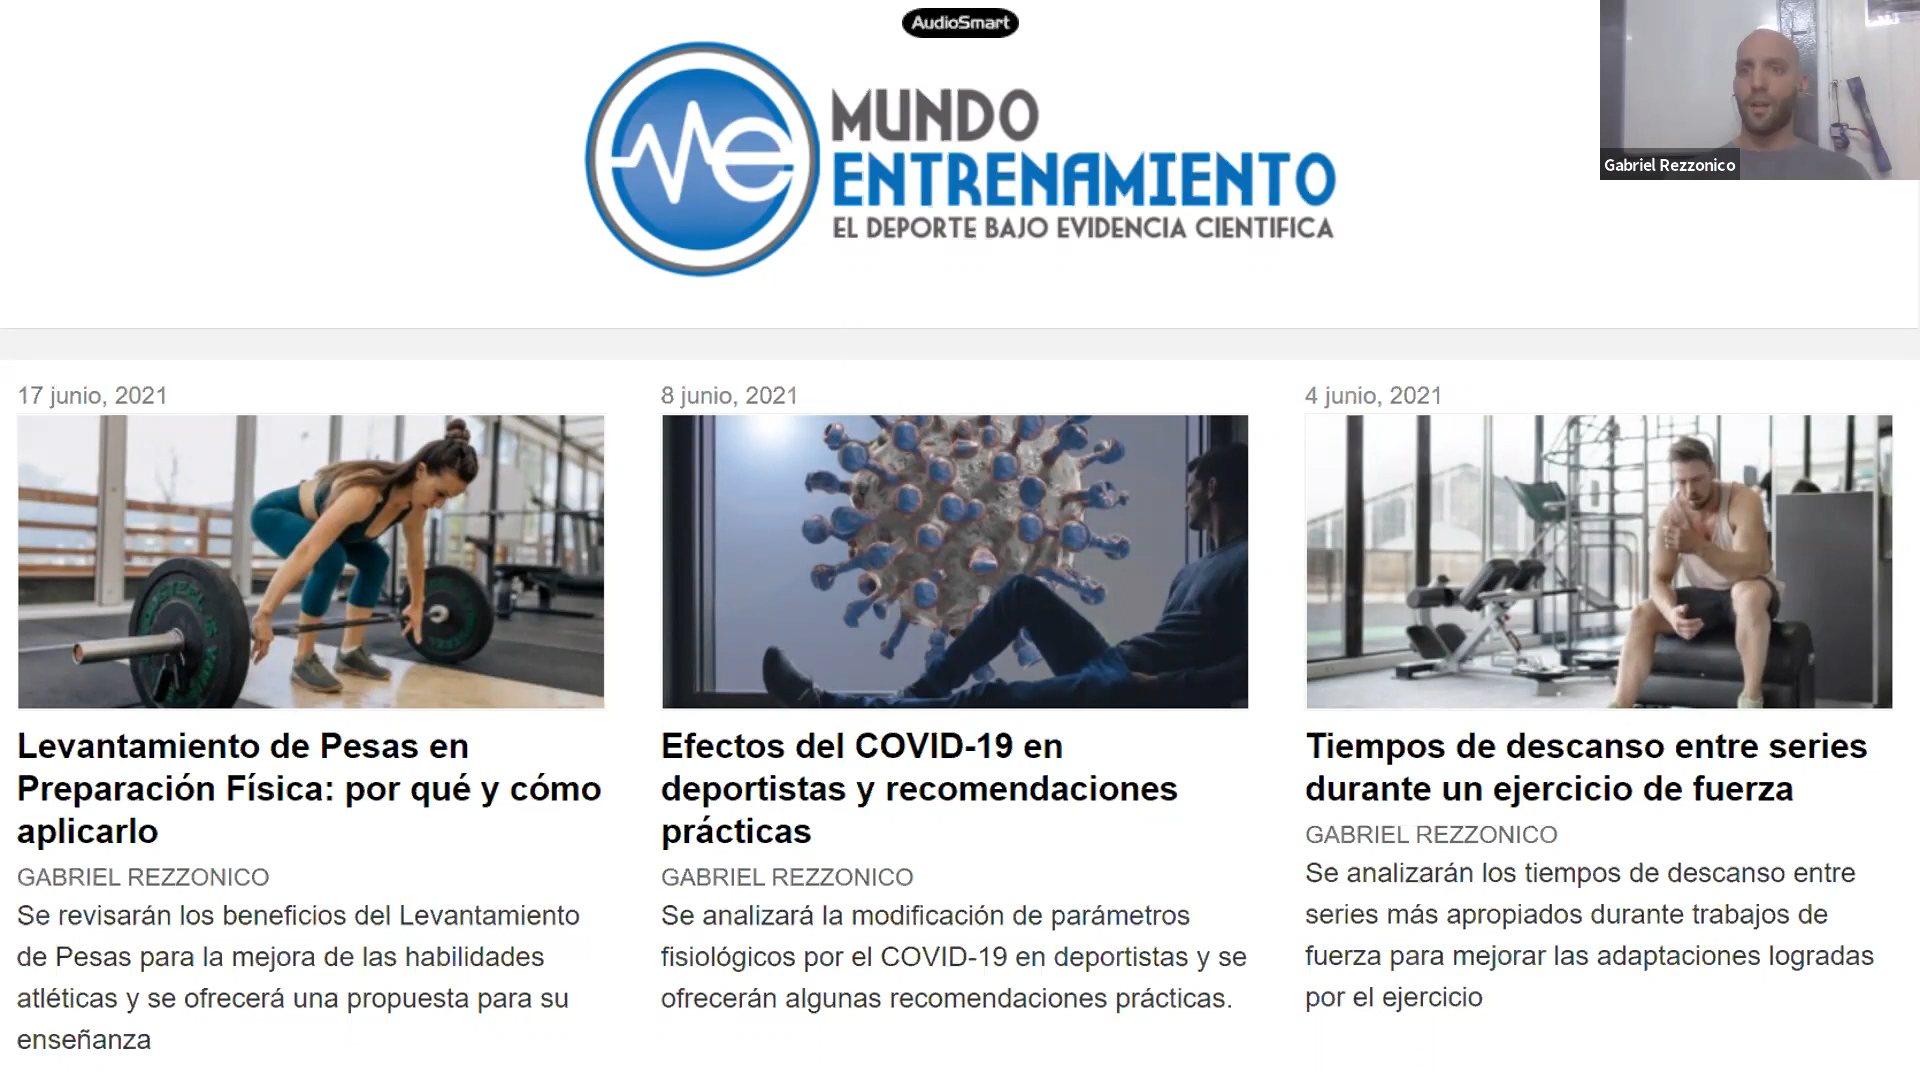 AudioSmart
MUNDO
ENTRENAMIENTO
EL DEPORTE BAJO EVIDENCIA CIENTIFICA
Gabriel Rezzonico
17 junio, 2021
Levantamiento de Pesas en
Preparación Física: por qué y cómo
aplicarlo
GABRIEL REZZONICO
Se revisarán los beneficios del Levantamiento
de Pesas para la mejora de las habilidades
atléticas y se ofrecerá una propuesta para su
enseñanza
8 junio, 2021
Efectos del COVID-19 en
deportistas y recomendaciones
prácticas
GABRIEL REZZONICO
Se analizará la modificación de parámetros
fisiológicos por el COVID-19 en deportistas y se
ofrecerán algunas recomendaciones prácticas.
4 junio, 2021
Tiempos de descanso entre series
durante un ejercicio de fuerza
GABRIEL REZZONICO
Se analizarán los tiempos de descanso entre
series más apropiados durante trabajos de
fuerza para mejorar las adaptaciones logradas
por el ejercicio